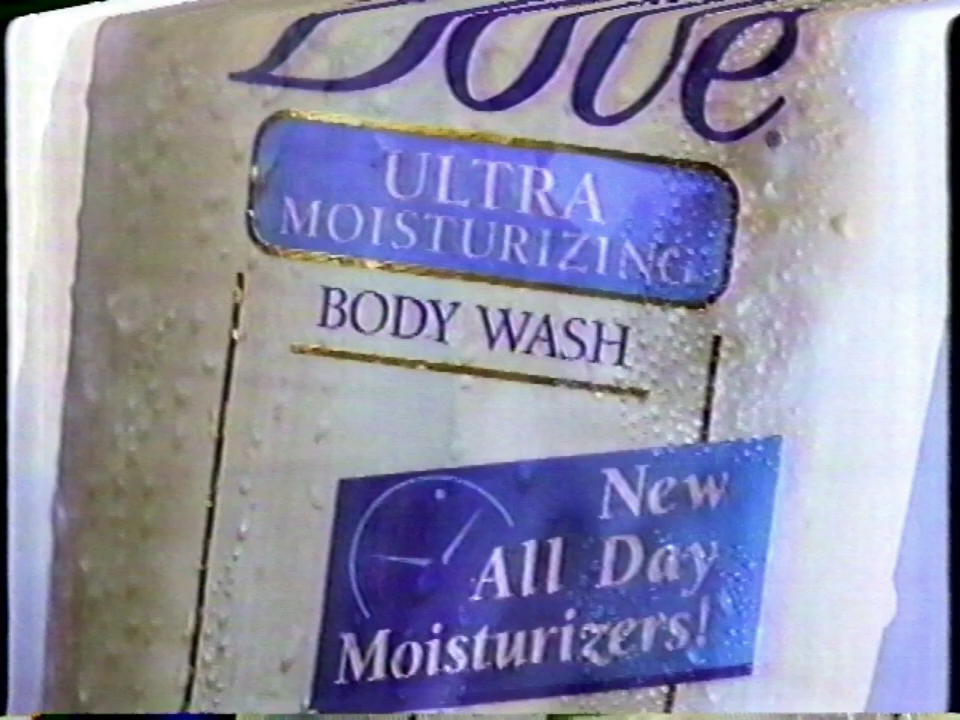 Dove
ULTRA
MOISTURIZING
BODY WASH
New
All Day
Moisturizers!